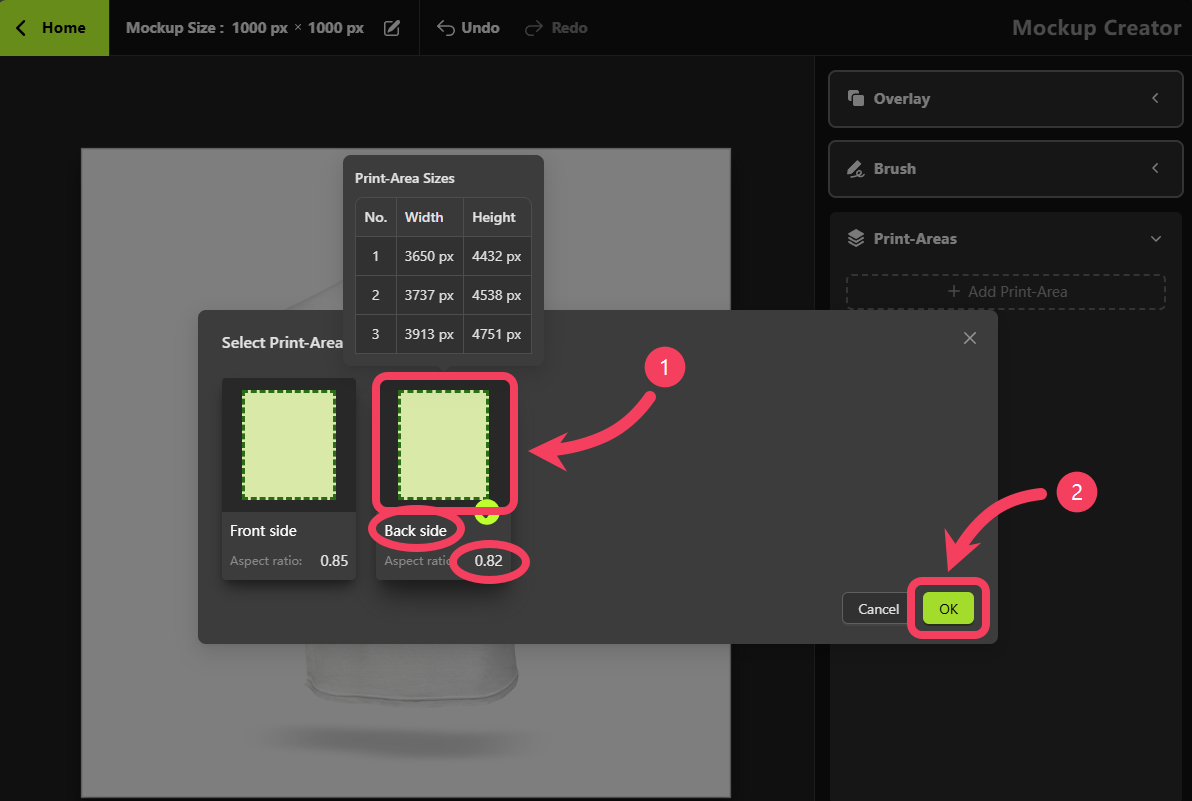 Home
Mockup Size : 1000 px × 1000 px
Undo
Redo
Mockup Creator
Overlay
Brush
Print-Areas
+ Add Print-Area
Print-Area Sizes
No. Width Height
1 3650 px 4432 px
2 3737 px 4538 px
3 3913 px 4751 px
Select Print-Area
1
2
Front side
Aspect ratio: 0.85
Back side
Aspect ratio 0.82
Cancel
OK